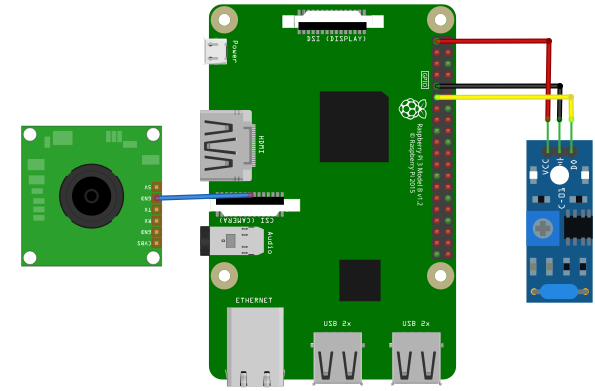 DSI (DISPLAY)
Power
HDMI
GPIO
Raspberry Pi 3 Model B v1.2
© Raspberry Pi 2015
5V
GND
TX
RX
GND
CVBS
CSI (CAMERA)
Audio
ETHERNET
USB 2x
USB 2x
VCC
DO